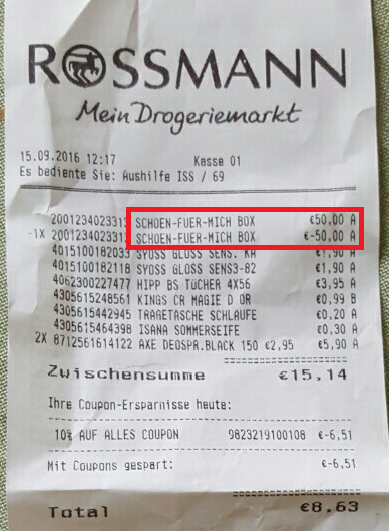 ROSSMANN
Mein Drogeriemarkt
15.09.2016 12:17 Kasse 01
Es bediente Sie: Aushilfe ISS / 69
2001234023312 SCHOEN-FUER-MICH BOX €50,00 A
-1X 2001234023312 SCHOEN-FUER-MICH BOX €-50,00 A
4015100182033 SYOSS GLOSS SENS. KA €1,90 A
4015100182118 SYOSS GLOSS SENS3-82 €1,90 A
4062300227477 HIPP BS TÜCHER 4X56 €3,95 A
4305615248561 KINGS CR MAGIE D OR €0,99 B
4305615442945 TRAGETASCHE SCHLAUFE €0,20 A
4305615464398 ISANA SOMMERSEIFE €0,30 A
2X 8712561614122 AXE DEOSPR.BLACK 150 €2,95 €5,90 A
Zwischensumme €15,14
Ihre Coupon-Ersparnisse heute:
10% AUF ALLES COUPON 9823219100108 €-6,51
Mit Coupons gespart: €-6,51
Total €8,63